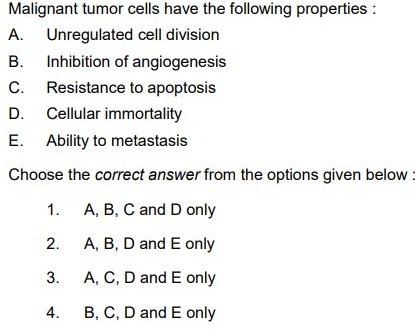 Malignant tumor cells have the following properties :
A. Unregulated cell division
B. Inhibition of angiogenesis
C. Resistance to apoptosis
D. Cellular immortality
E. Ability to metastasis
Choose the correct answer from the options given below :
1. A, B, C and D only
2. A, B, D and E only
3. A, C, D and E only
4. B, C, D and E only